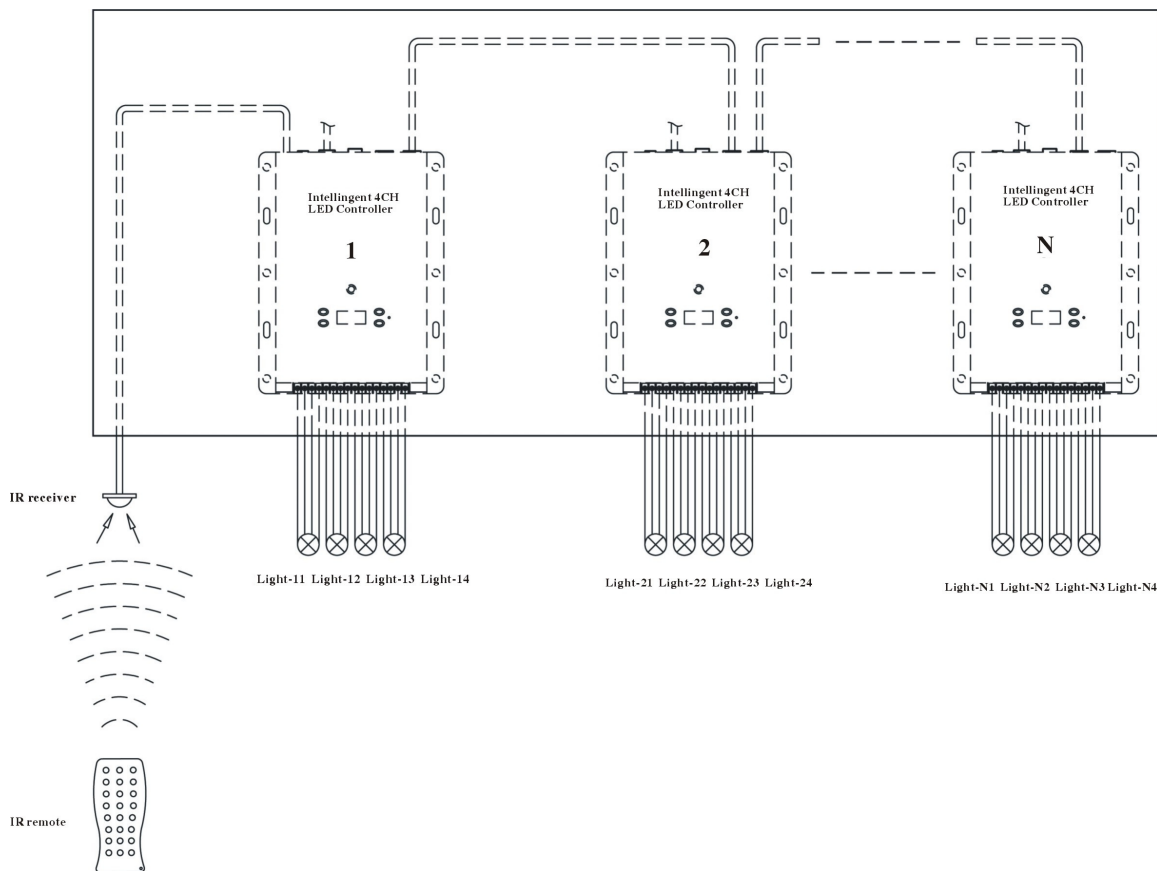 Intellingent 4CH
LED Controller
1
Intellingent 4CH
LED Controller
2
Intellingent 4CH
LED Controller
N
IR receiver
Light-11 Light-12 Light-13 Light-14
Light-21 Light-22 Light-23 Light-24
Light-N1 Light-N2 Light-N3 Light-N4
IR remote